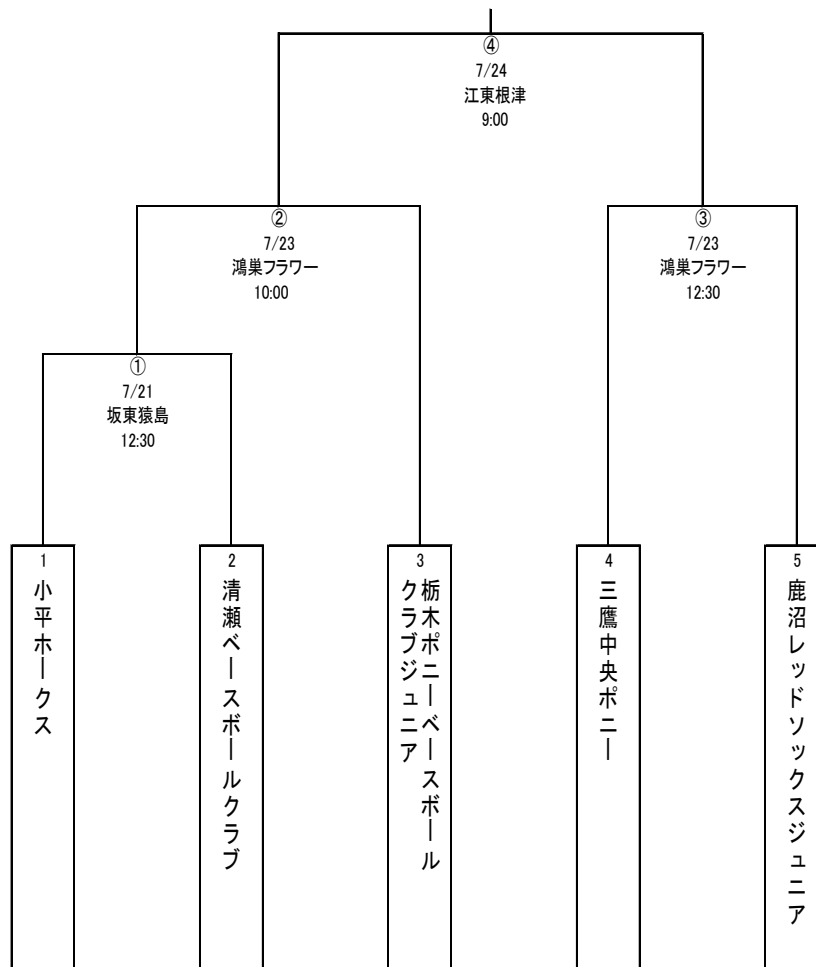 ④
7/24
江東根津
9:00
②
7/23
鴻巣フラワー
10:00
③
7/23
鴻巣フラワー
12:30
①
7/21
坂東猿島
12:30
1
小平ホークス
2
清瀬ベースボールクラブ
3
栃木ポニーベースボール
クラブジュニア
4
三鷹中央ポニー
5
鹿沼レッドソックスジュニア